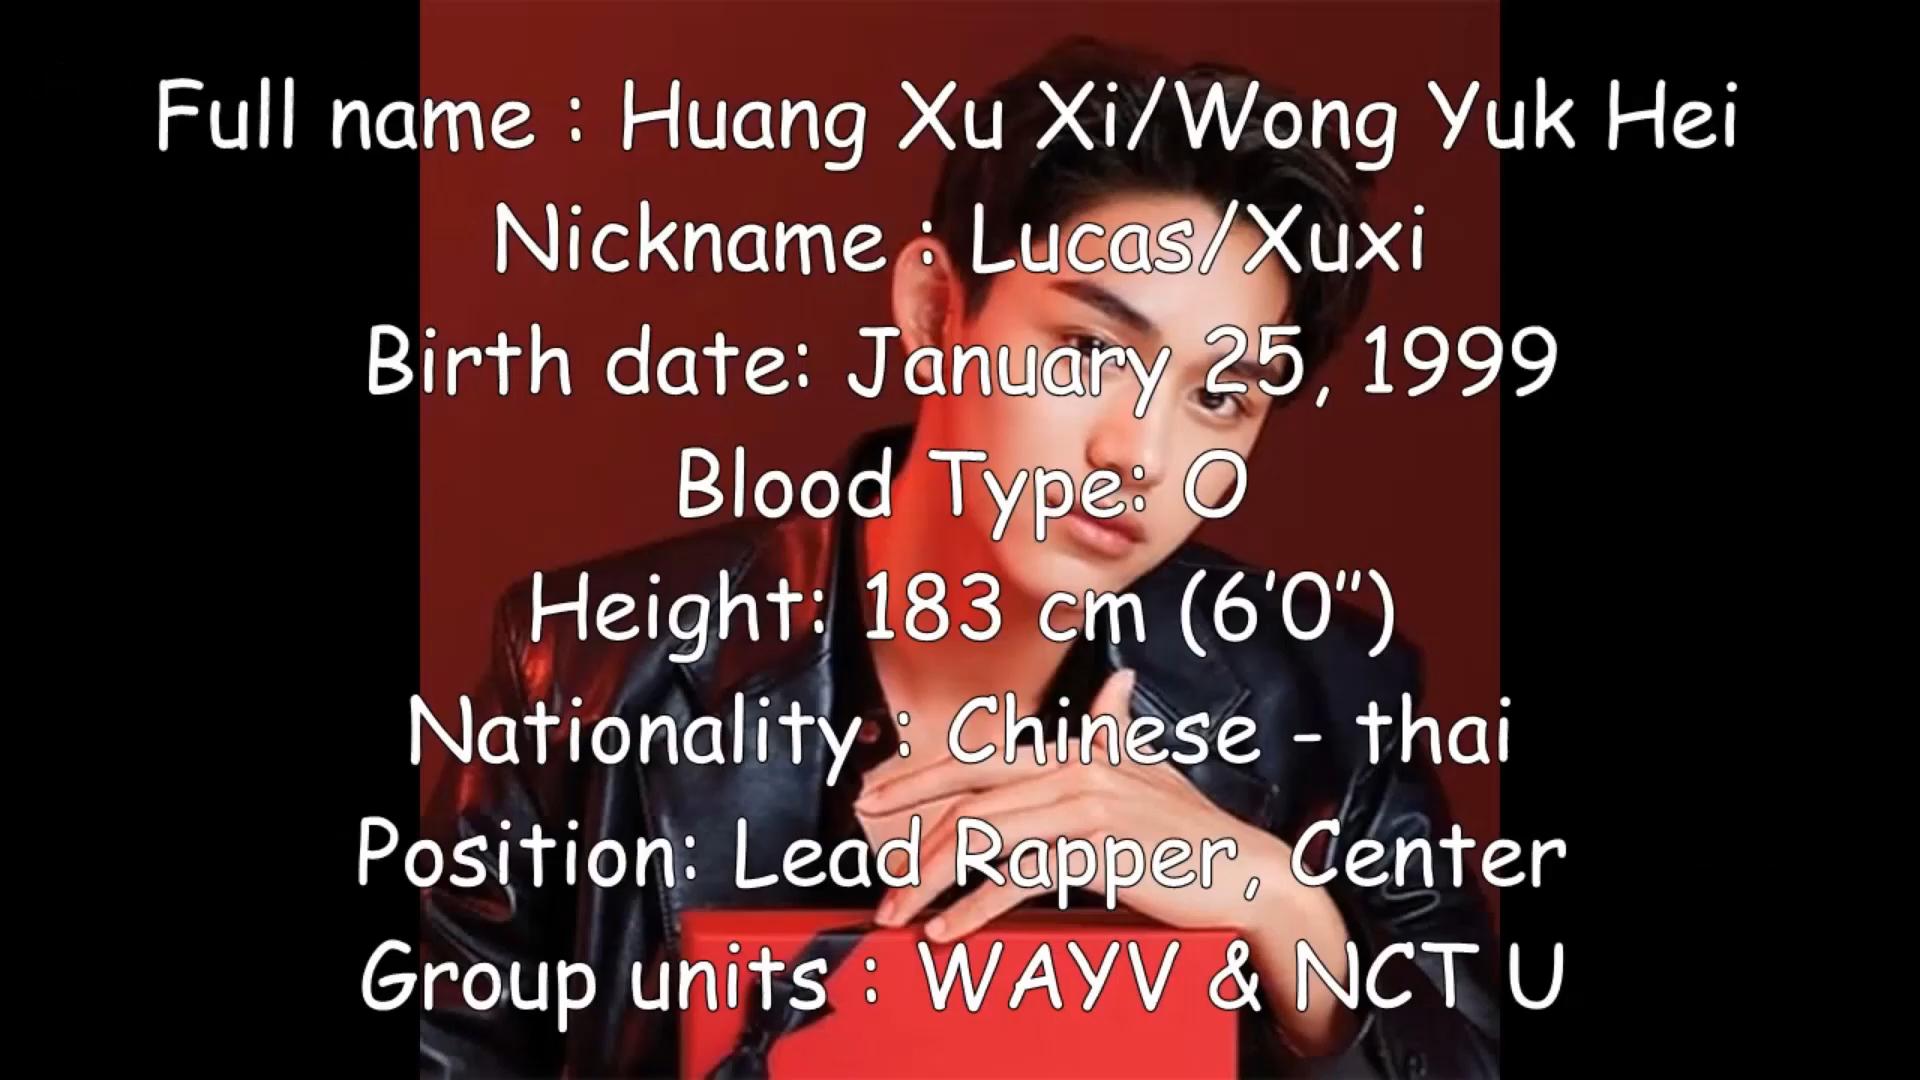 Full name : Huang Xu Xi/Wong Yuk Hei
Nickname : Lucas/Xuxi
Birth date: January 25, 1999
Blood Type: O
Height: 183 cm (6’0”)
Nationality : Chinese - thai
Position: Lead Rapper, Center
Group units : WAYV & NCT U